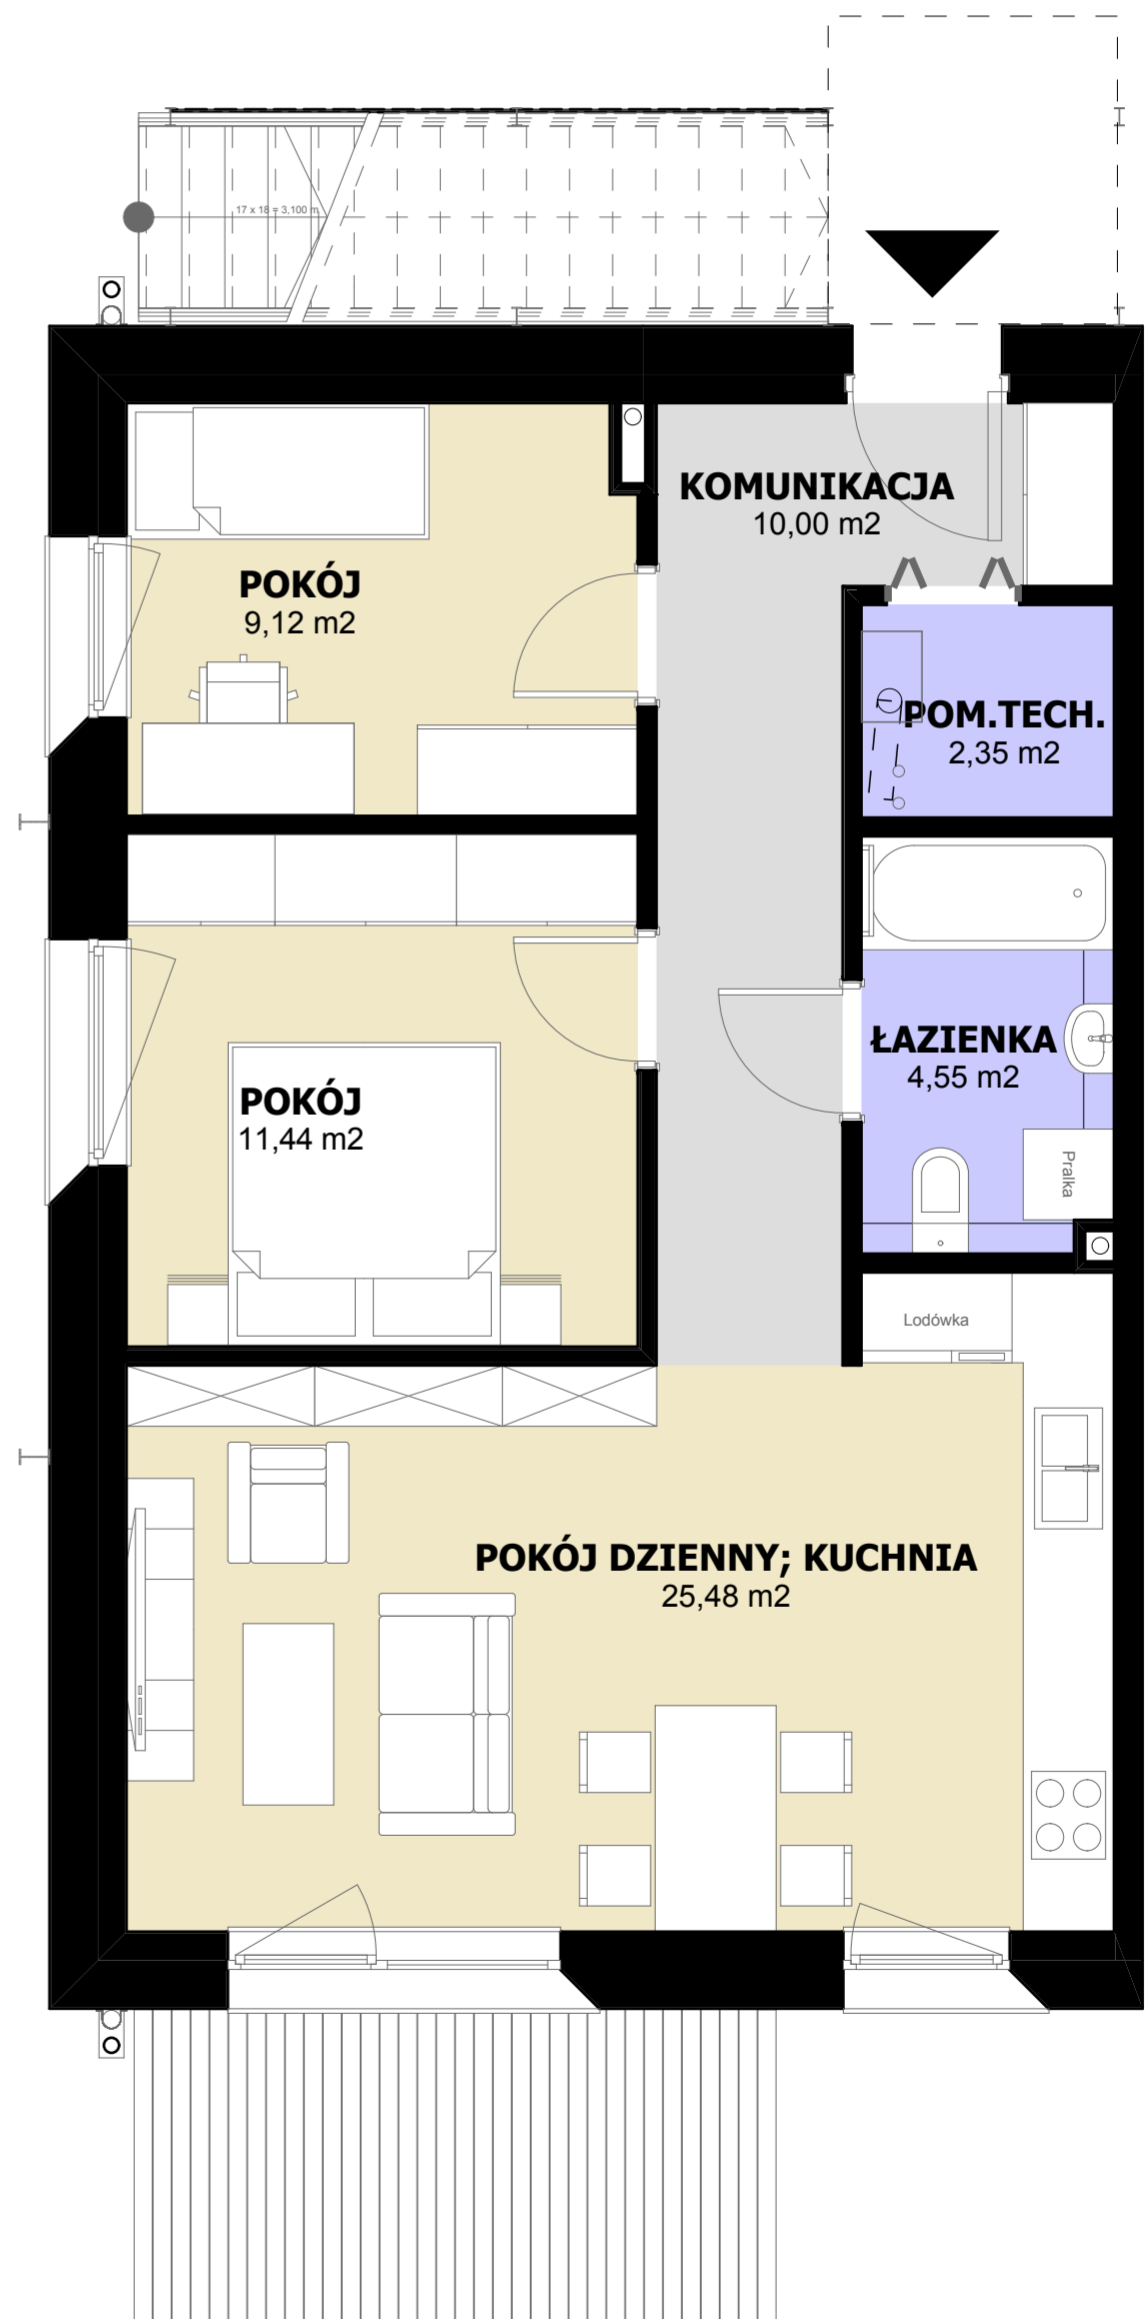 17 x 18 = 3,100 m
KOMUNIKACJA
10,00 m2
POKÓJ
9,12 m2
POM.TECH.
2,35 m2
ŁAZIENKA
4,55 m2
POKÓJ
11,44 m2
Pralka
Lodówka
POKÓJ DZIENNY; KUCHNIA
25,48 m2